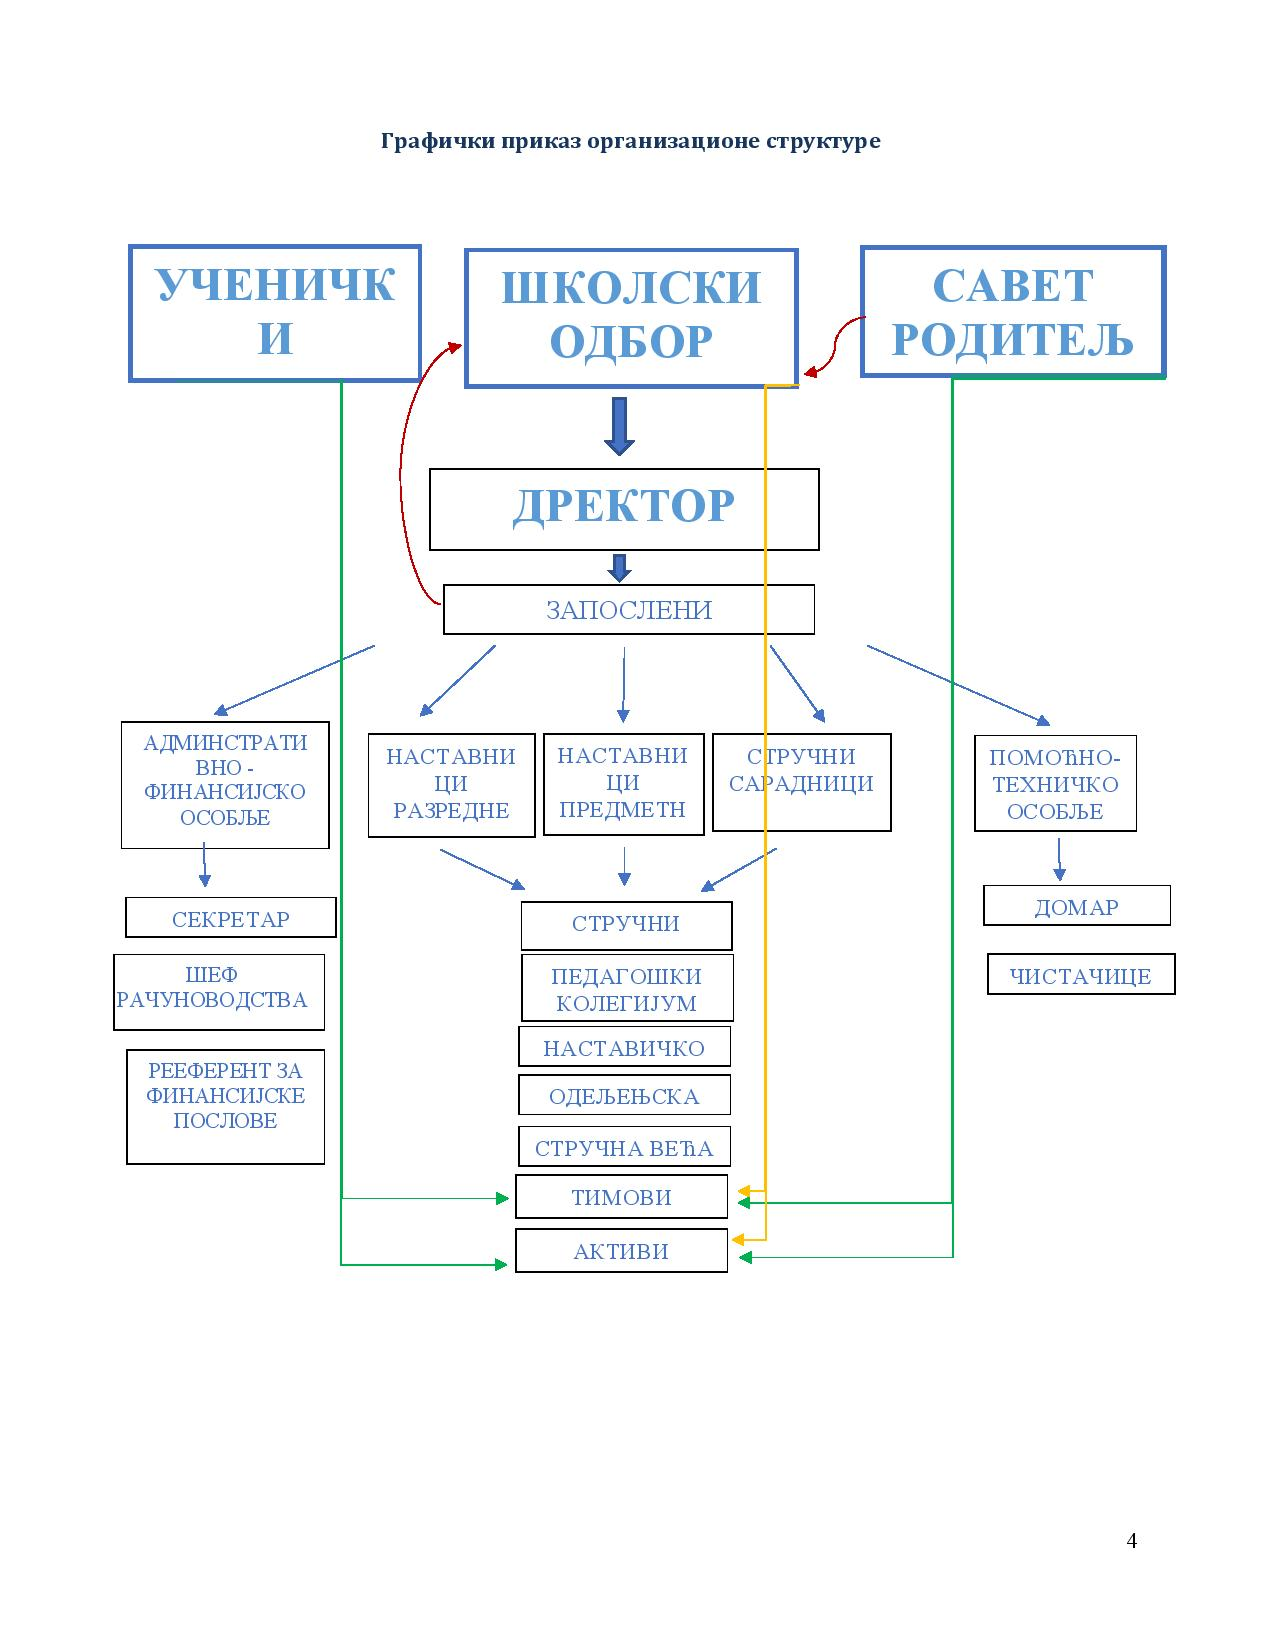 Графички приказ организационе структуре
УЧЕНИЧК
И
ШКОЛСКИ
ОДБОР
САВЕТ
РОДИТЕЉ
ДРЕКТОР
ЗАПОСЛЕНИ
АДМИНСТРАТИ
ВНО -
ФИНАНСИЈСКО
ОСОБЉЕ
НАСТАВНИ
ЦИ
РАЗРЕДНЕ
НАСТАВНИ
ЦИ
ПРЕДМЕТН
СТРУЧНИ
САРАДНИЦИ
ПОМОЋНО-
ТЕХНИЧКО
ОСОБЉЕ
СЕКРЕТАР
ШЕФ
РАЧУНОВОДСТВА
РЕЕФЕРЕНТ ЗА
ФИНАНСИЈСКЕ
ПОСЛОВЕ
СТРУЧНИ
ПЕДАГОШКИ
КОЛЕГИЈУМ
НАСТАВИЧКО
ОДЕЉЕЊСКА
СТРУЧНА ВЕЋА
ТИМОВИ
АКТИВИ
ДОМАР
ЧИСТАЧИЦЕ
4